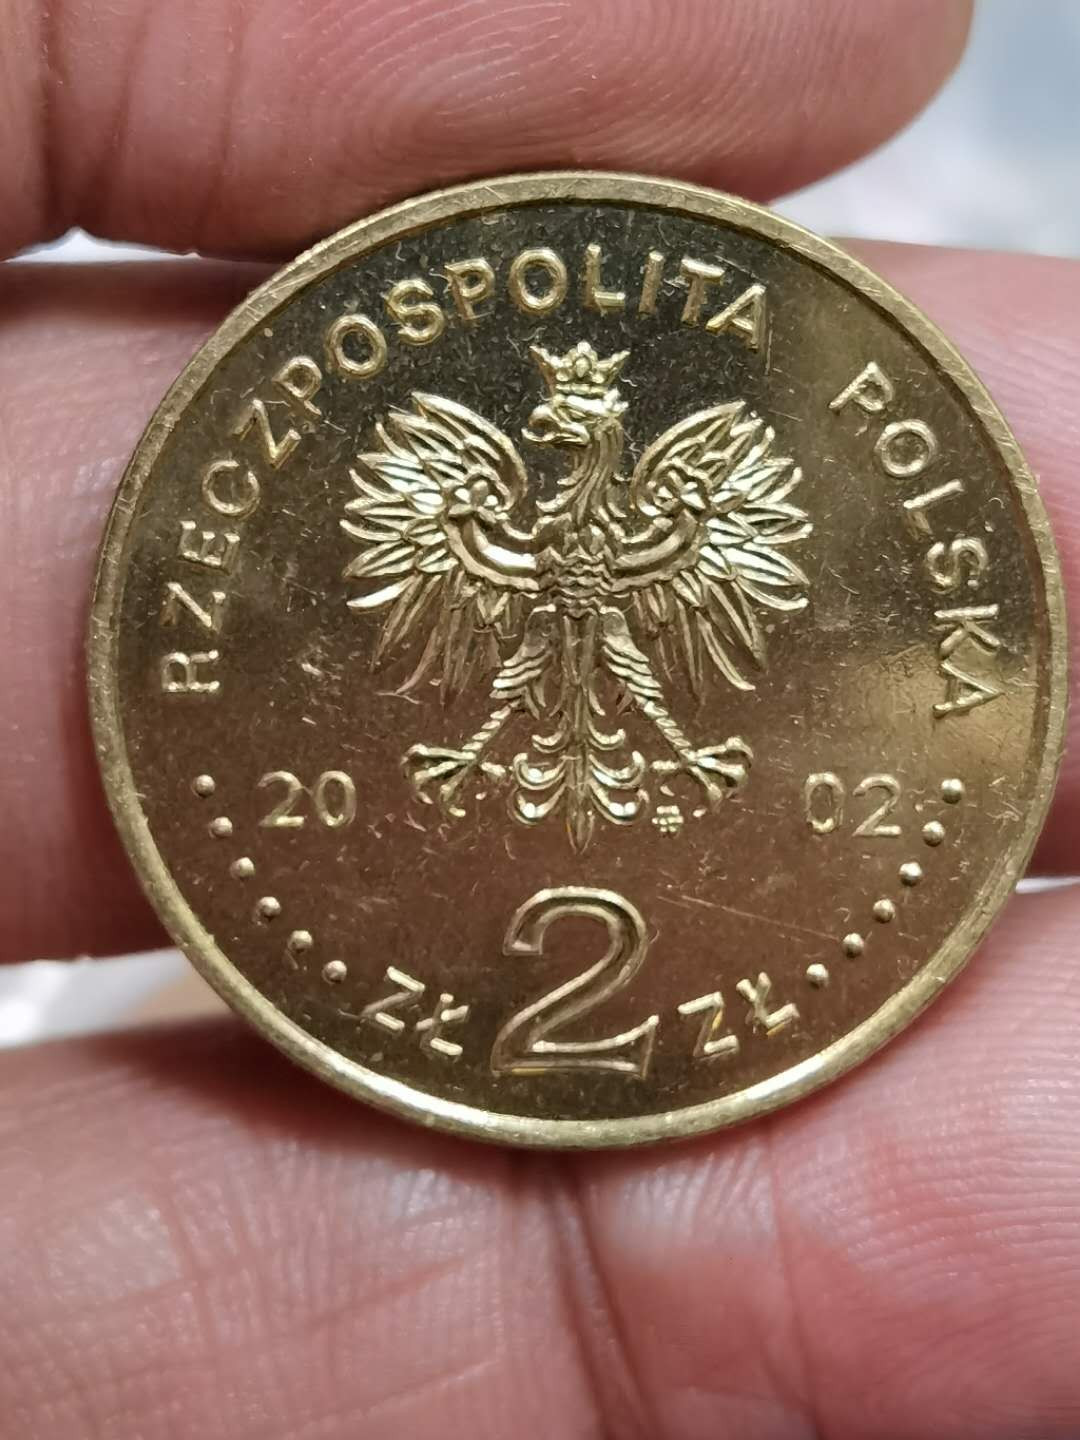 RZECZPOSPOLITA POLSKA
20 02
ZŁ 2 ZŁ